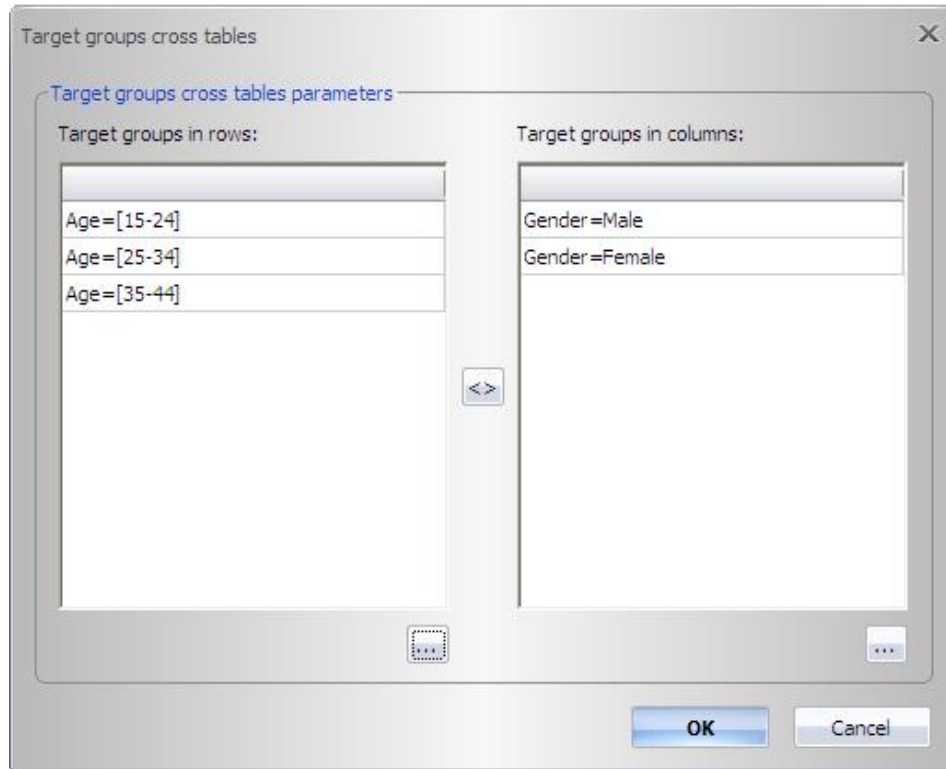 Target groups cross tables
Target groups cross tables parameters
Target groups in rows:
Age=[15-24]
Age=[25-34]
Age=[35-44]
...
<>
Target groups in columns:
Gender=Male
Gender=Female
...
OK
Cancel